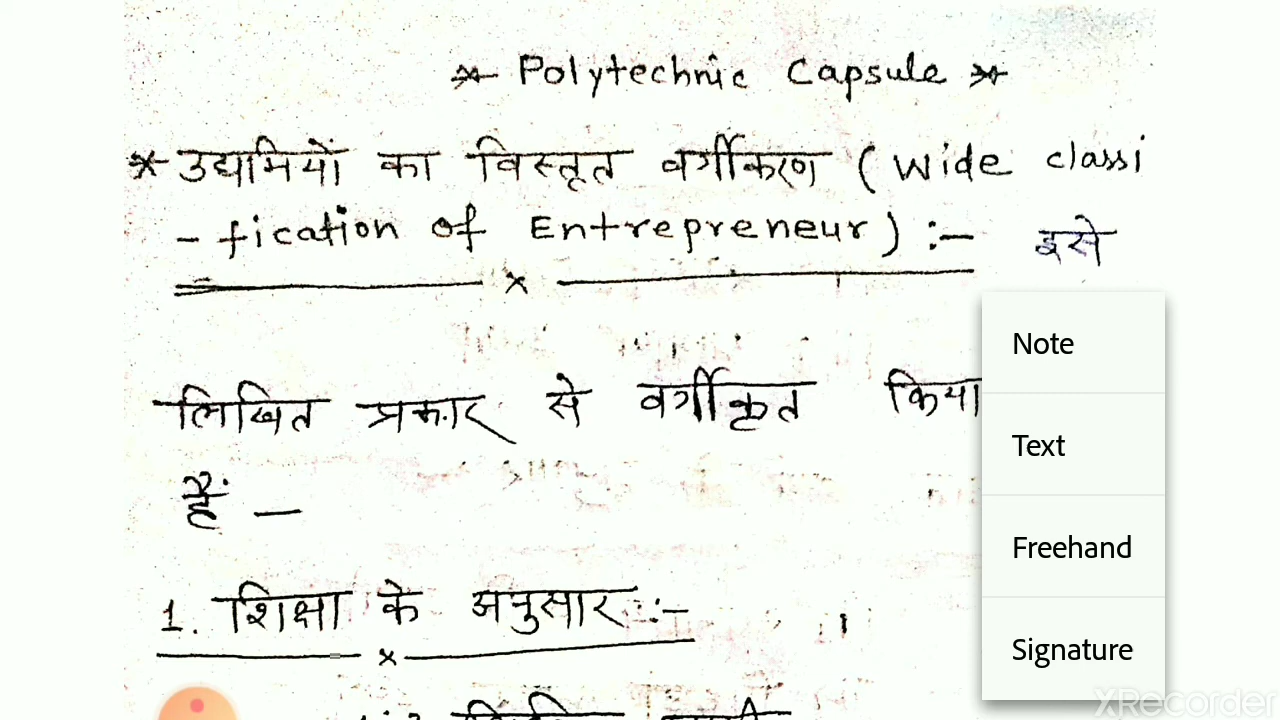 * Polytechnic Capsule *
* उद्यमियों का विस्तृत वर्गीकरण (Wide classi
- fication of Entrepreneur) :- इसे
लिखित प्रकार से वर्गीकृत किया
हैं -
1. शिक्षा के अनुसार :-
Note
Text
Freehand
Signature
XRecorder